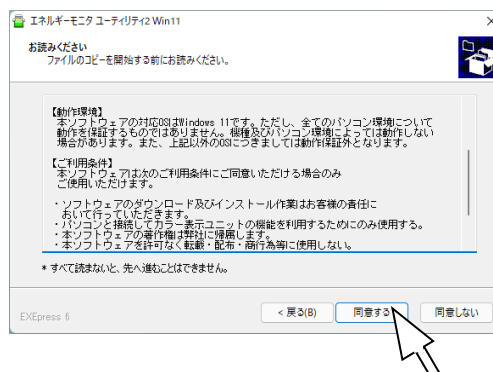 エネルギーモニタ ユーティリティ2 Win11
お読みください
ファイルのコピーを開始する前にお読みください。
【動作環境】
本ソフトウェアの対応OSはWindows 11です。ただし、全てのパソコン環境について
動作を保証するものではありません。機種及びパソコン環境によっては動作しない
場合があります。また、上記以外のOSにつきましては動作保証外となります。
【ご利用条件】
本ソフトウェアは次のご利用条件にご同意いただける場合のみ
ご使用いただけます。
・ソフトウェアのダウンロード及びインストール作業はお客様の責任に
おいて行っていただきます。
・パソコンと接続してカラー表示ユニットの機能を利用するためにのみ使用する。
・本ソフトウェアの著作権は弊社に帰属します。
・本ソフトウェアを許可なく転載・配布・商行為等に使用しない。
* すべて読まないと、先へ進むことはできません。
EXEpress 6
< 戻る(B)
同意する
同意しない